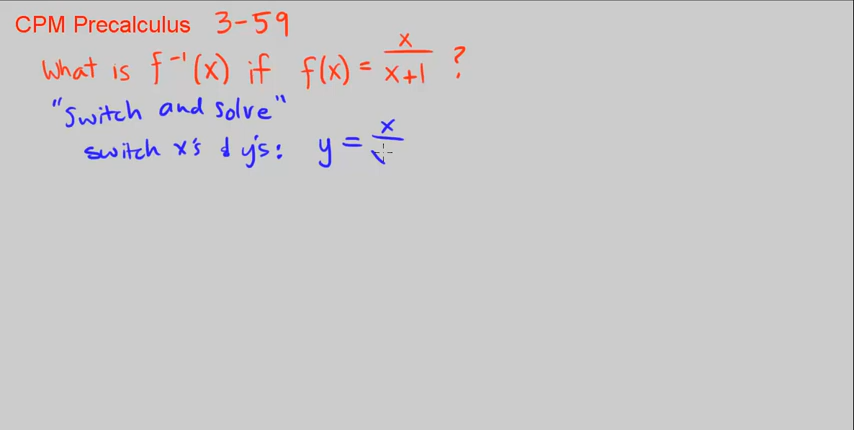 CPM Precalculus 3-59
What is f⁻¹(x) if f(x) = x/(x+1) ?
"Switch and solve"
switch x's & y's: y = x/